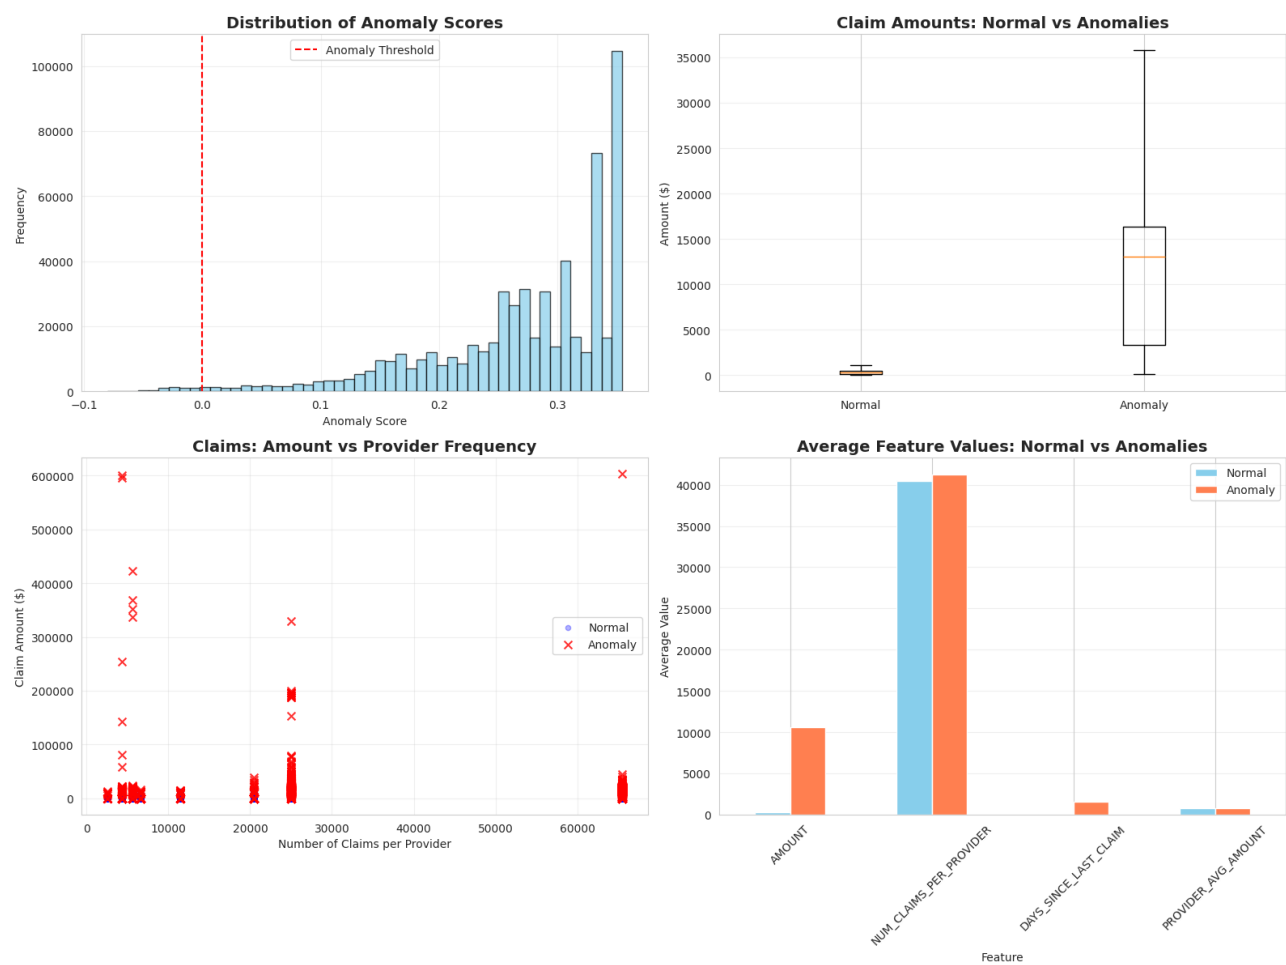 Distribution of Anomaly Scores
Anomaly Threshold
100000
80000
60000
40000
20000
0
Frequency
−0.1
0.0
0.1
0.2
0.3
Anomaly Score
Claim Amounts: Normal vs Anomalies
35000
30000
25000
20000
15000
10000
5000
0
Amount ($)
Normal
Anomaly
Claims: Amount vs Provider Frequency
600000
500000
400000
300000
200000
100000
0
Claim Amount ($)
Normal
Anomaly
0
10000
20000
30000
40000
50000
60000
Number of Claims per Provider
Average Feature Values: Normal vs Anomalies
Normal
Anomaly
40000
35000
30000
25000
20000
15000
10000
5000
0
Average Value
AMOUNT
NUM_CLAIMS_PER_PROVIDER
DAYS_SINCE_LAST_CLAIM
PROVIDER_AVG_AMOUNT
Feature